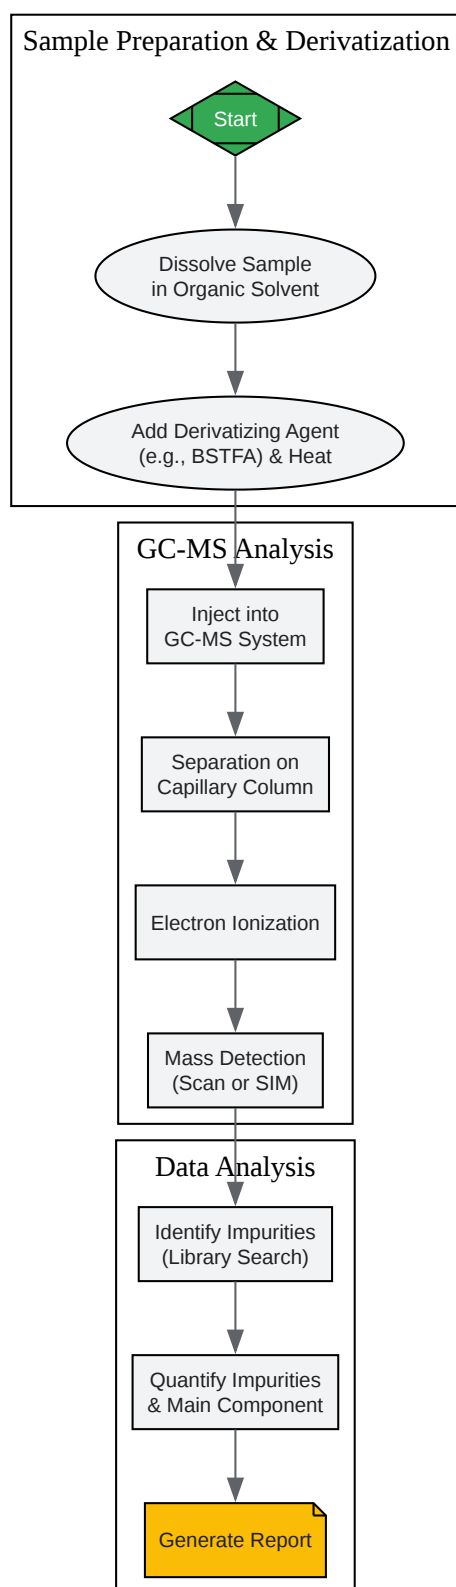 Sample Preparation & Derivatization
Start
Dissolve Sample
in Organic Solvent
Add Derivatizing Agent
(e.g., BSTFA) & Heat
GC-MS Analysis
Inject into
GC-MS System
Separation on
Capillary Column
Electron Ionization
Mass Detection
(Scan or SIM)
Data Analysis
Identify Impurities
(Library Search)
Quantify Impurities
& Main Component
Generate Report